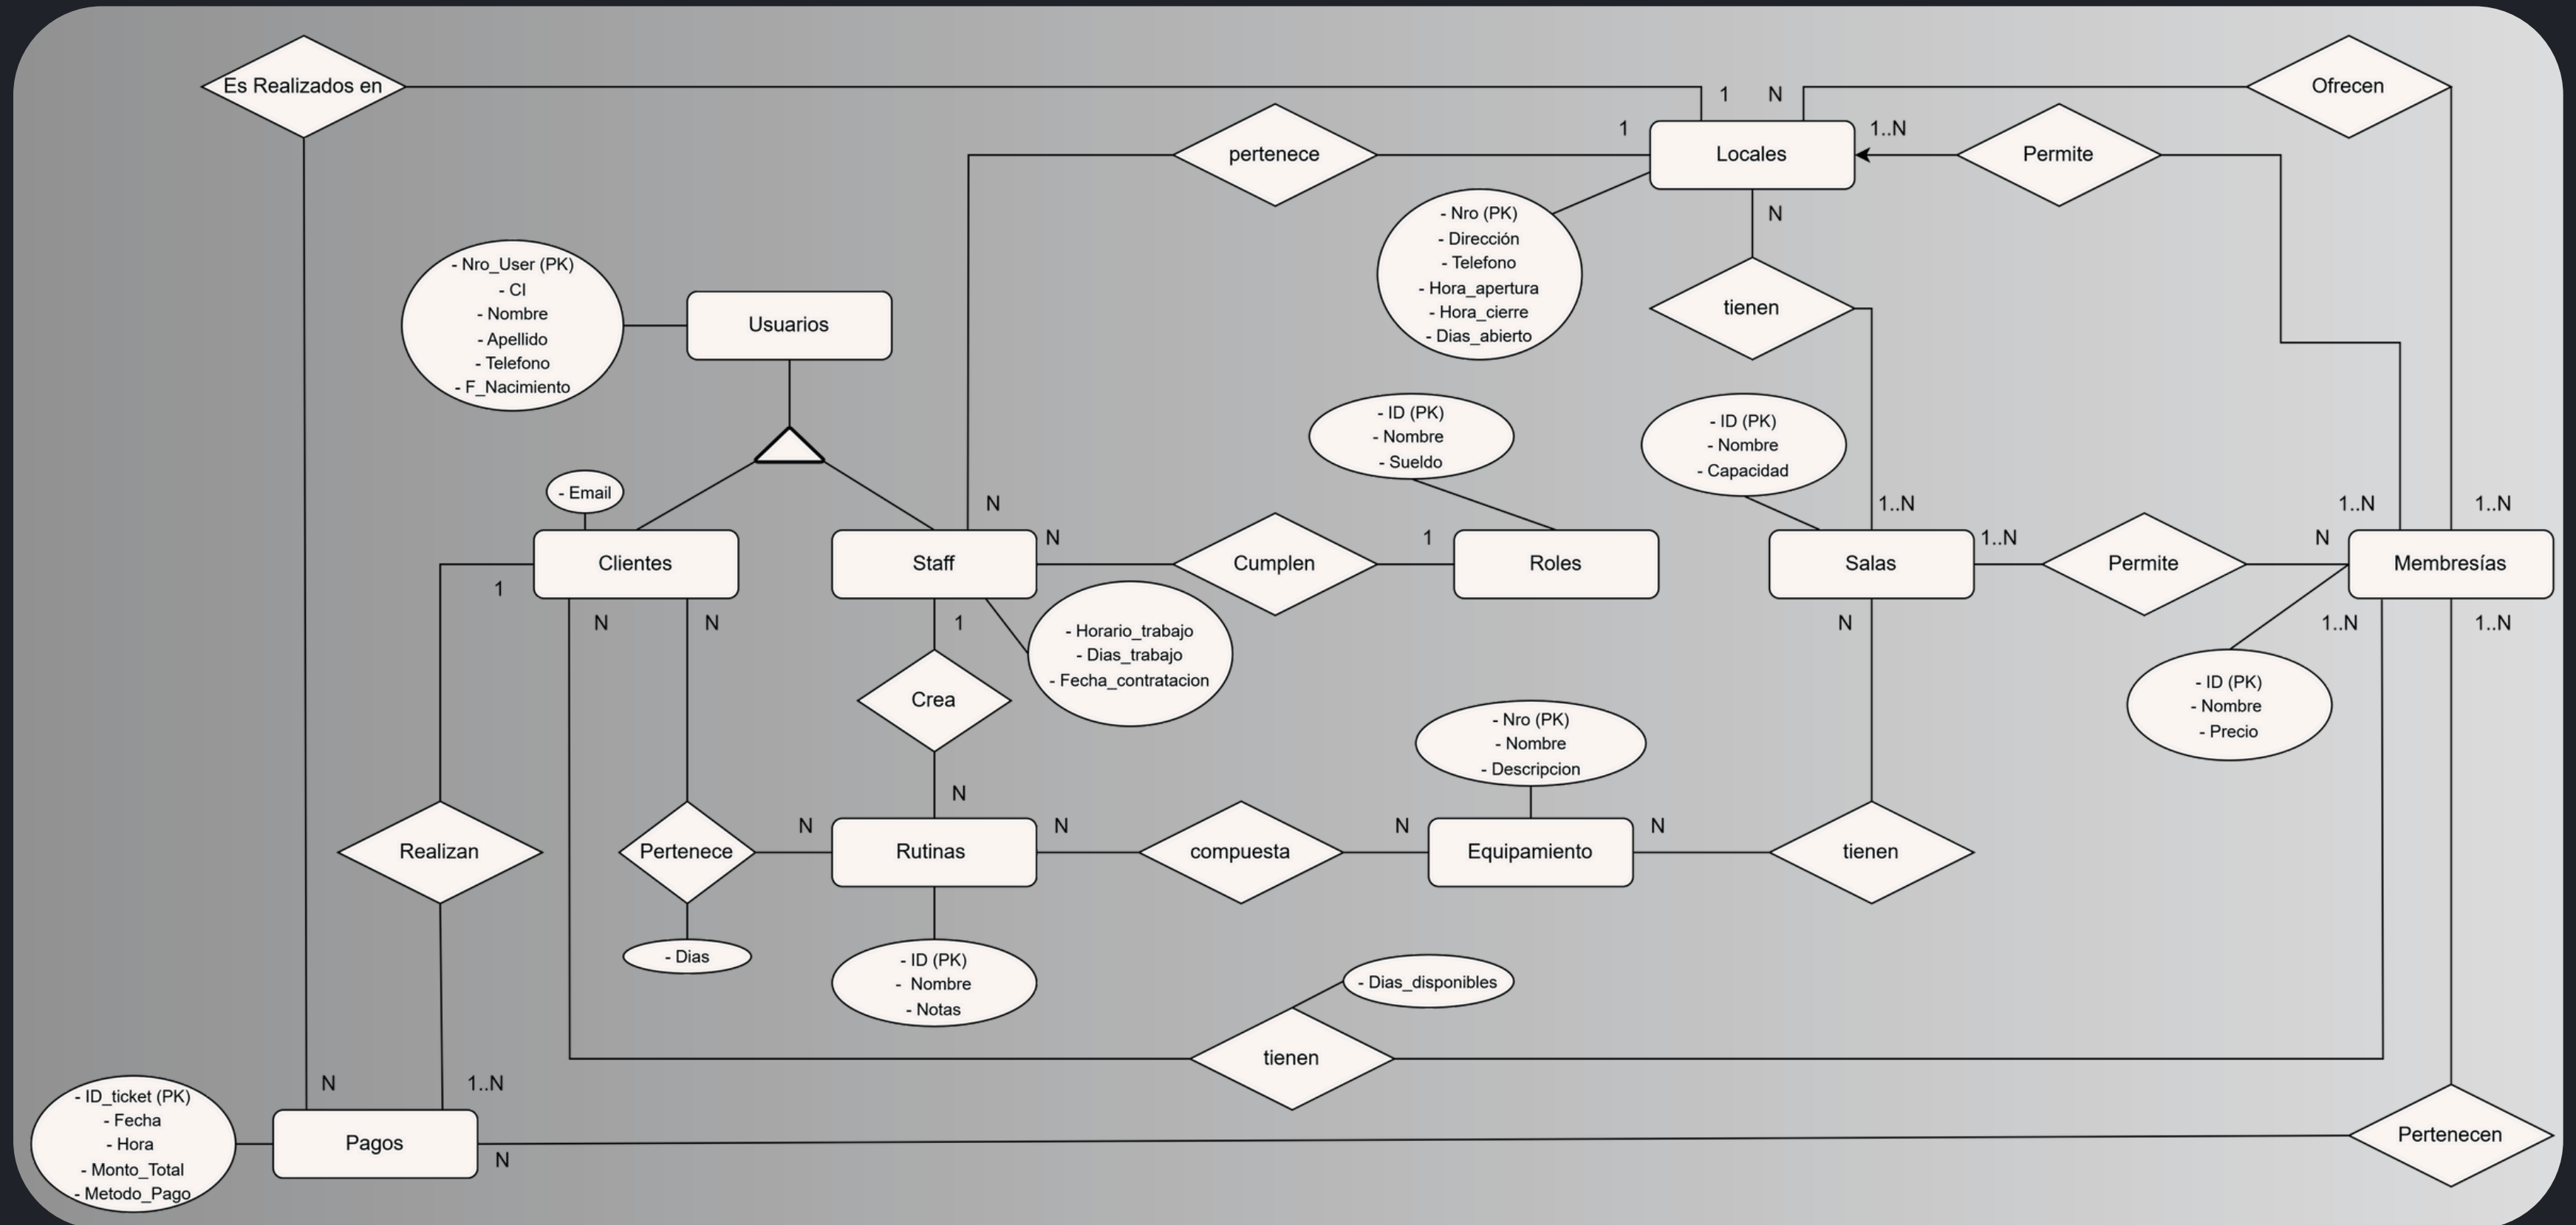 Es Realizados en
Ofrecen
1
N
1
1..N
pertenece
Locales
Permite
N
- Nro (PK)
- Dirección
- Telefono
- Hora_apertura
- Hora_cierre
- Dias_abierto
tienen
- Nro_User (PK)
- CI
- Nombre
- Apellido
- Telefono
- F_Nacimiento
Usuarios
- ID (PK)
- Nombre
- Sueldo
- ID (PK)
- Nombre
- Capacidad
- Email
N
1..N
1..N
1..N
N
1
1..N
N
Clientes
Staff
Cumplen
Roles
Salas
Permite
Membresías
1
N
N
1
N
1..N
1..N
- Horario_trabajo
- Dias_trabajo
- Fecha_contratacion
Crea
- ID (PK)
- Nombre
- Precio
- Nro (PK)
- Nombre
- Descripcion
N
N
N
N
N
Realizan
Pertenece
Rutinas
compuesta
Equipamiento
tienen
- Dias
- ID (PK)
- Nombre
- Notas
- Dias_disponibles
tienen
N
1..N
- ID_ticket (PK)
- Fecha
- Hora
- Monto_Total
- Metodo_Pago
Pagos
N
Pertenecen